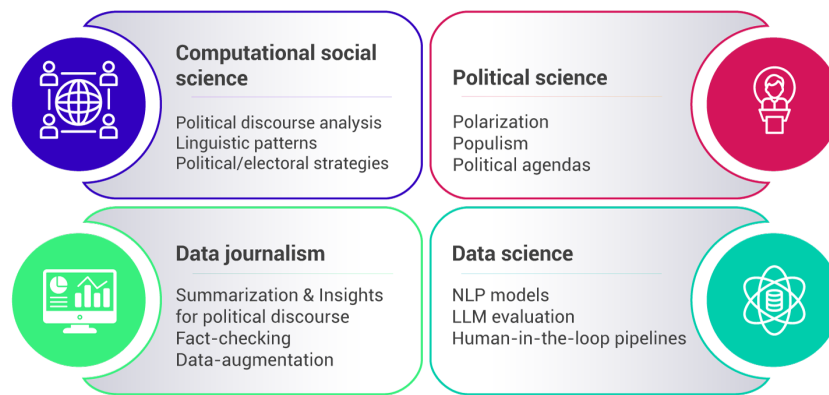 Computational social
science
Political discourse analysis
Linguistic patterns
Political/electoral strategies
Political science
Polarization
Populism
Political agendas
Data journalism
Summarization & Insights
for political discourse
Fact-checking
Data-augmentation
Data science
NLP models
LLM evaluation
Human-in-the-loop pipelines